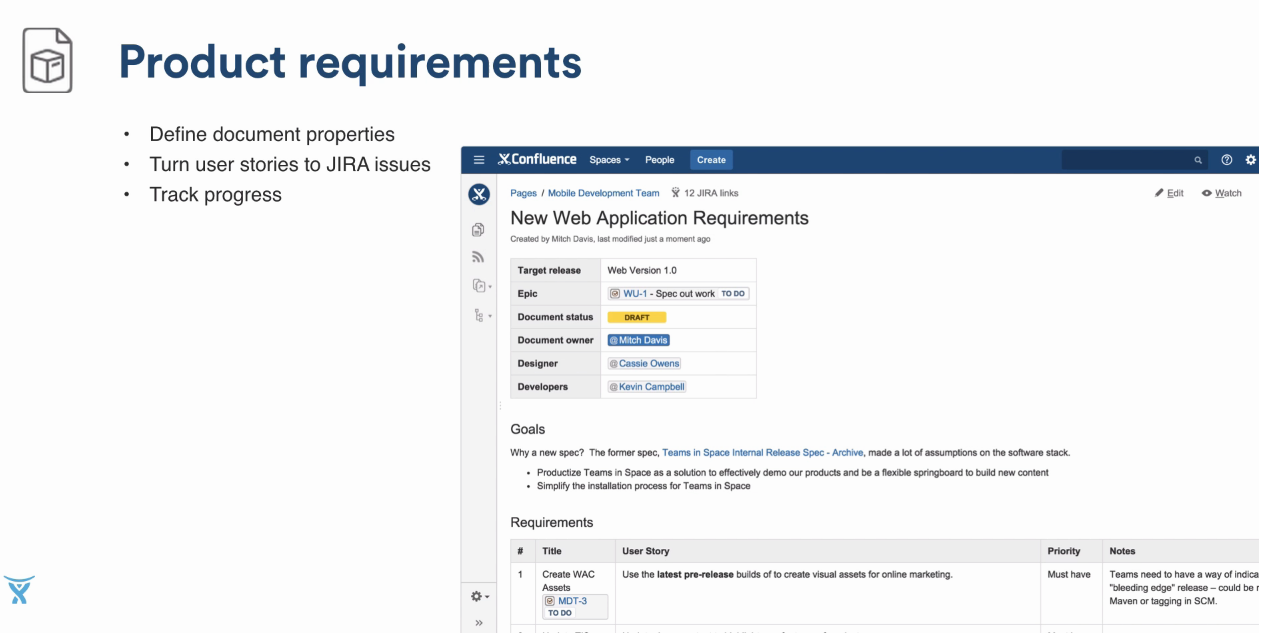 Product requirements
• Define document properties
• Turn user stories to JIRA issues
• Track progress
Confluence Spaces People Create
Edit Watch
Pages / Mobile Development Team 12 JIRA links
New Web Application Requirements
Created by Mitch Davis, last modified just a moment ago
Target release Web Version 1.0
Epic WU-1 - Spec out work TO DO
Document status DRAFT
Document owner @Mitch Davis
Designer @Cassie Owens
Developers @Kevin Campbell
Goals
Why a new spec? The former spec, Teams in Space Internal Release Spec - Archive, made a lot of assumptions on the software stack.
• Productize Teams in Space as a solution to effectively demo our products and be a flexible springboard to build new content
• Simplify the installation process for Teams in Space
Requirements
# Title User Story Priority Notes
1 Create WAC Use the latest pre-release builds of to create visual assets for online marketing. Must have Teams need to have a way of indica
Assets "bleeding edge" release – could be
MDT-3 Maven or tagging in SCM.
TO DO